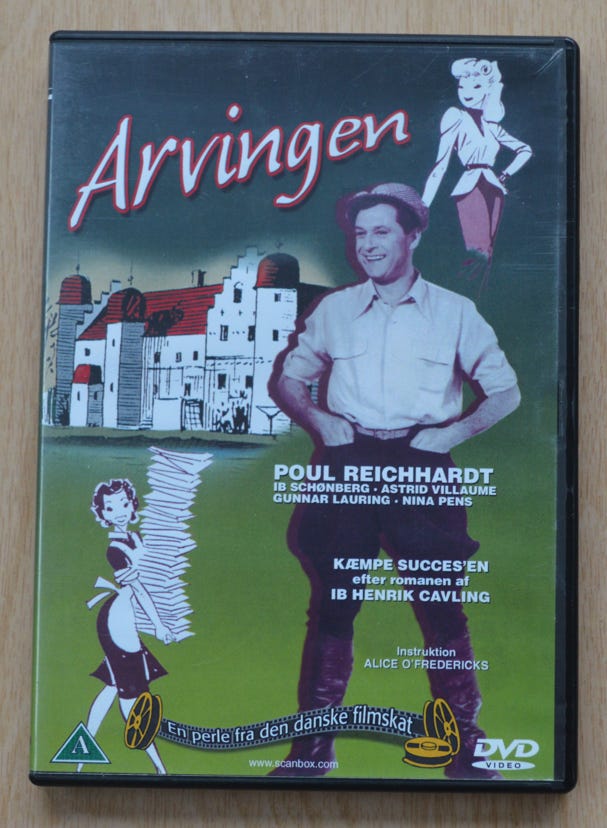 Arvingen
POUL REICHHARDT
IB SCHØNBERG · ASTRID VILLAUME
GUNNAR LAURING · NINA PENS
KÆMPE SUCCES'EN
efter romanen af
IB HENRIK CAVLING
Instruktion
ALICE O'FREDERICKS
En perle fra den danske filmskat
A
www.scanbox.com
DVD
VIDEO